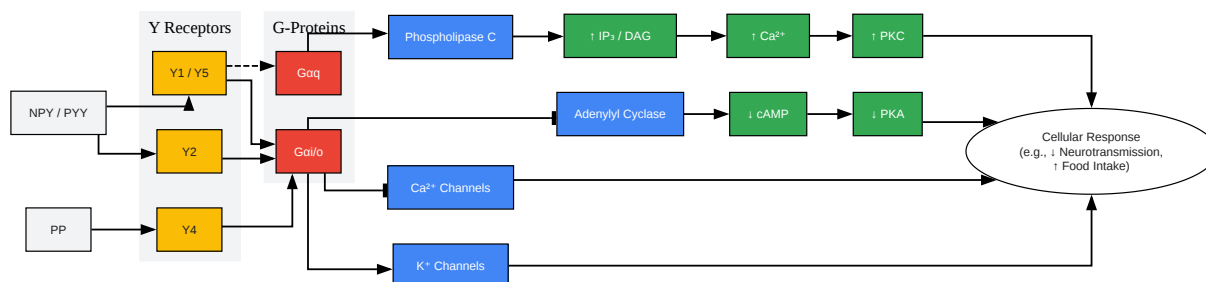 Y Receptors
G-Proteins
Y1 / Y5
Gαq
Phospholipase C
↑ IP₃ / DAG
↑ Ca²⁺
↑ PKC
NPY / PYY
Adenylyl Cyclase
↓ cAMP
↓ PKA
Y2
Gαi/o
Cellular Response
(e.g., ↓ Neurotransmission,
↑ Food Intake)
Ca²⁺ Channels
PP
Y4
K⁺ Channels